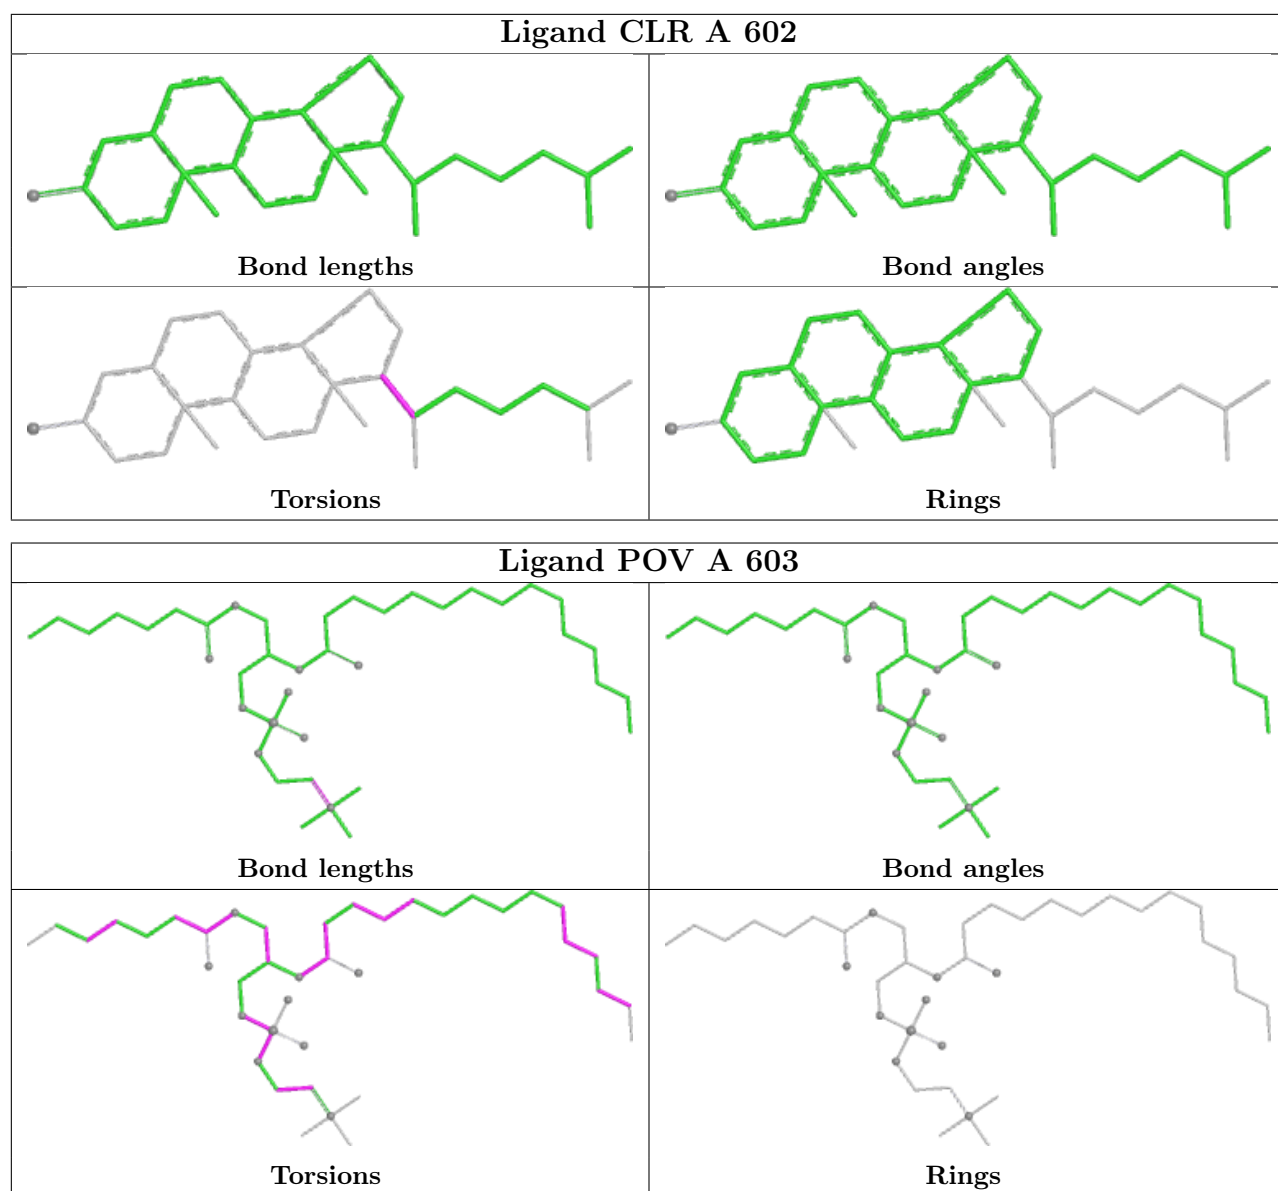 Ligand CLR A 602
Bond lengths
Bond angles
Torsions
Rings
Ligand POV A 603
Bond lengths
Bond angles
Torsions
Rings